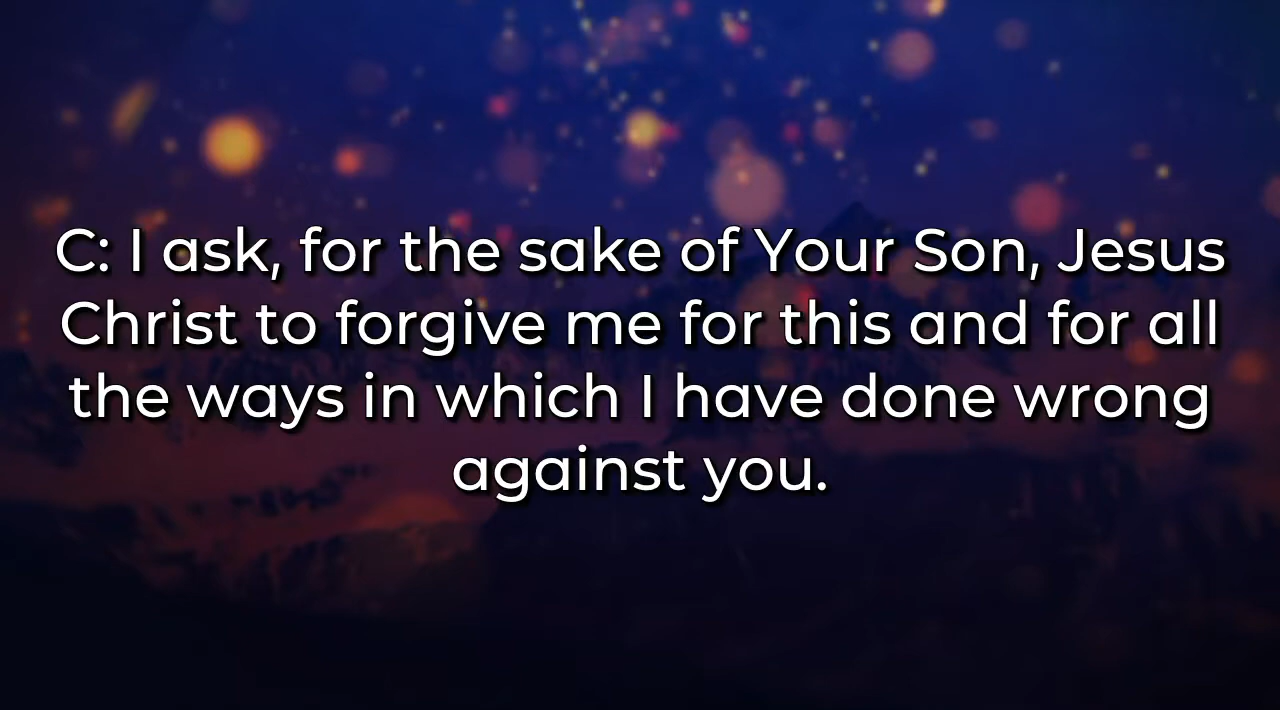 C: I ask, for the sake of Your Son, Jesus
Christ to forgive me for this and for all
the ways in which I have done wrong
against you.